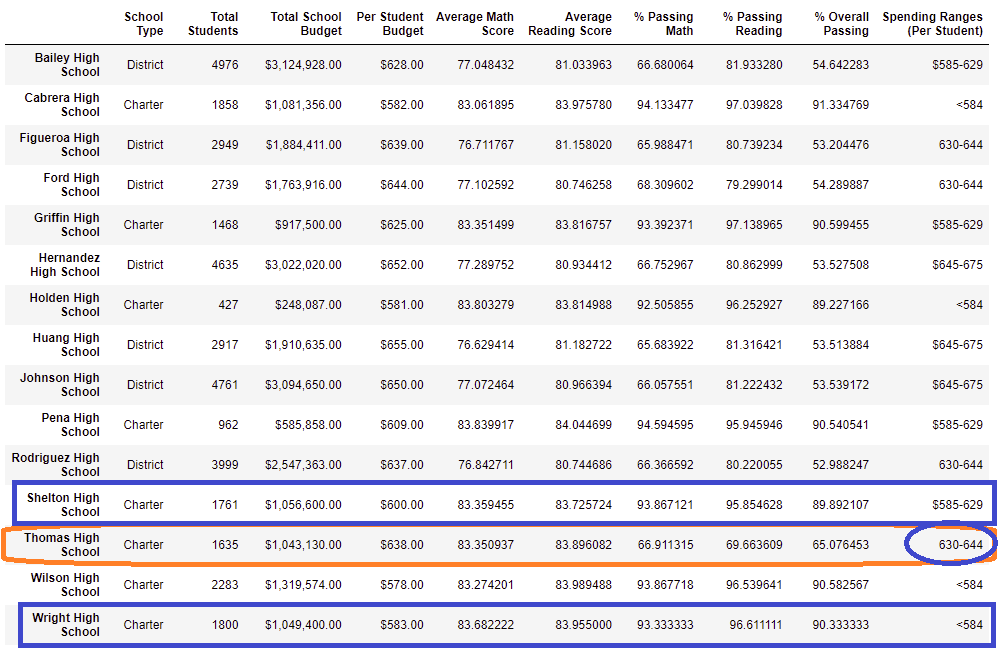 School Type Total Students Total School Budget Per Student Budget Average Math Score Average Reading Score % Passing Math % Passing Reading % Overall Passing Spending Ranges (Per Student)
Bailey High School District 4976 $3,124,928.00 $628.00 77.048432 81.033963 66.680064 81.933280 54.642283 $585-629
Cabrera High School Charter 1858 $1,081,356.00 $582.00 83.061895 83.975780 94.133477 97.039828 91.334769 <584
Figueroa High School District 2949 $1,884,411.00 $639.00 76.711767 81.158020 65.988471 80.739234 53.204476 630-644
Ford High School District 2739 $1,763,916.00 $644.00 77.102592 80.746258 68.309602 79.299014 54.289887 630-644
Griffin High School Charter 1468 $917,500.00 $625.00 83.351499 83.816757 93.392371 97.138965 90.599455 $585-629
Hernandez High School District 4635 $3,022,020.00 $652.00 77.289752 80.934412 66.752967 80.862999 53.527508 $645-675
Holden High School Charter 427 $248,087.00 $581.00 83.803279 83.814988 92.505855 96.252927 89.227166 <584
Huang High School District 2917 $1,910,635.00 $655.00 76.629414 81.182722 65.683922 81.316421 53.513884 $645-675
Johnson High School District 4761 $3,094,650.00 $650.00 77.072464 80.966394 66.057551 81.222432 53.539172 $645-675
Pena High School Charter 962 $585,858.00 $609.00 83.839917 84.044699 94.594595 95.945946 90.540541 $585-629
Rodriguez High School District 3999 $2,547,363.00 $637.00 76.842711 80.744686 66.366592 80.220055 52.988247 630-644
Shelton High School Charter 1761 $1,056,600.00 $600.00 83.359455 83.725724 93.867121 95.854628 89.892107 $585-629
Thomas High School Charter 1635 $1,043,130.00 $638.00 83.350937 83.896082 66.911315 69.663609 65.076453 630-644
Wilson High School Charter 2283 $1,319,574.00 $578.00 83.274201 83.989488 93.867718 96.539641 90.582567 <584
Wright High School Charter 1800 $1,049,400.00 $583.00 83.682222 83.955000 93.333333 96.611111 90.333333 <584